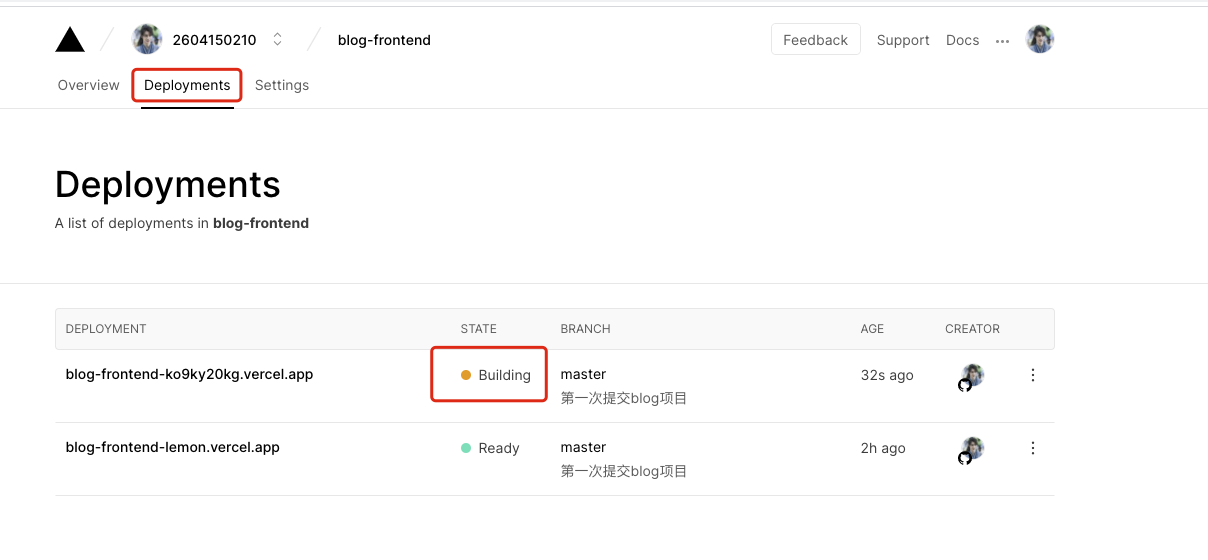 2604150210 blog-frontend Feedback Support Docs
Overview Deployments Settings
Deployments
A list of deployments in blog-frontend
DEPLOYMENT STATE BRANCH AGE CREATOR
blog-frontend-ko9ky20kg.vercel.app Building master 32s ago
第一次提交blog项目
blog-frontend-lemon.vercel.app Ready master 2h ago
第一次提交blog项目